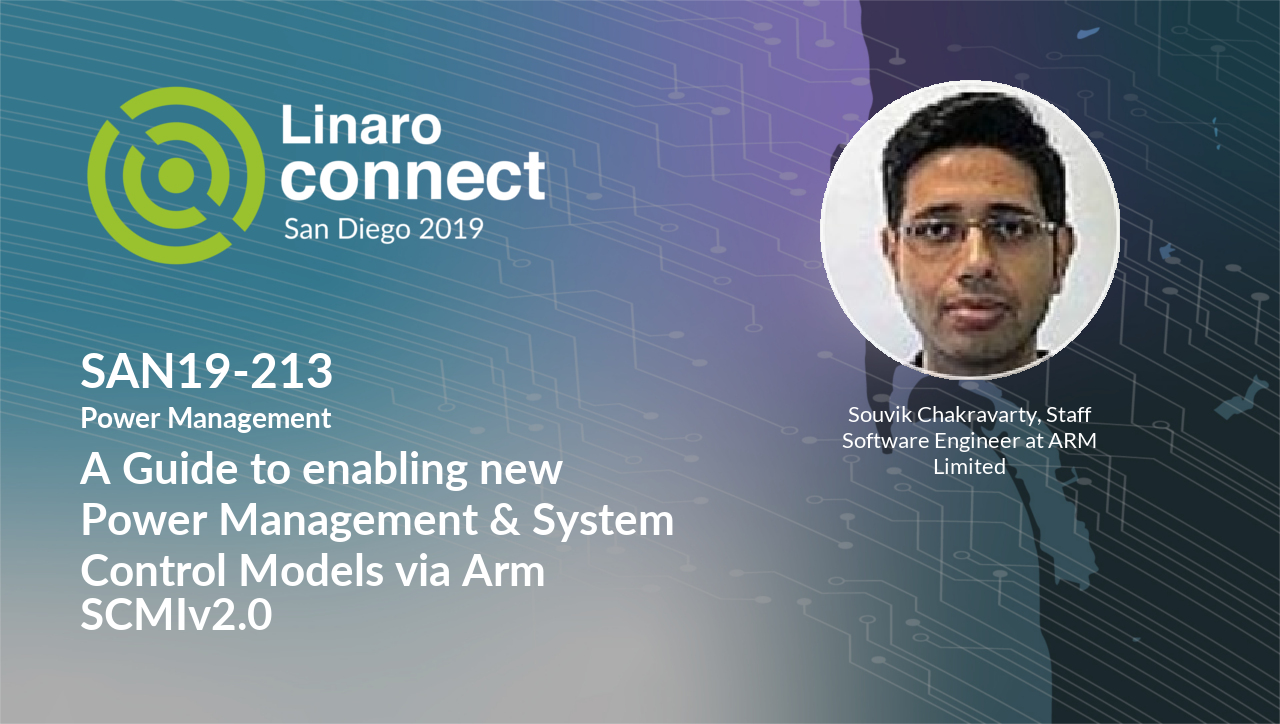 Linaro
connect
San Diego 2019
SAN19-213
Power Management
A Guide to enabling new
Power Management & System
Control Models via Arm
SCMIv2.0
Souvik Chakravarty, Staff
Software Engineer at ARM
Limited